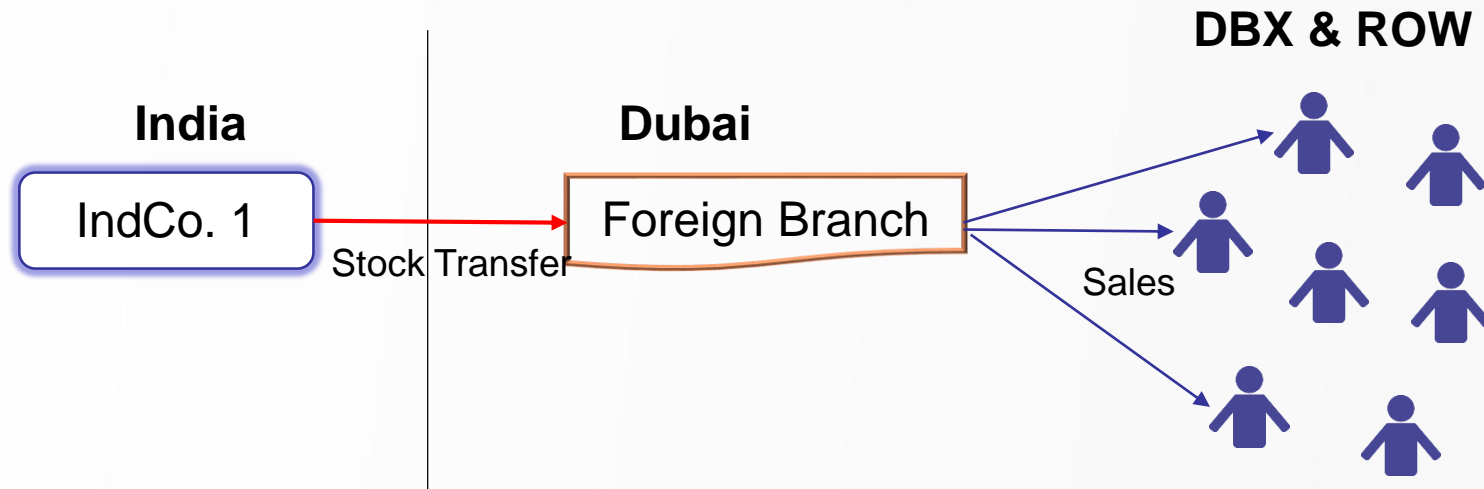 DBX & ROW
India
Dubai
IndCo. 1
Foreign Branch
Stock Transfer
Sales